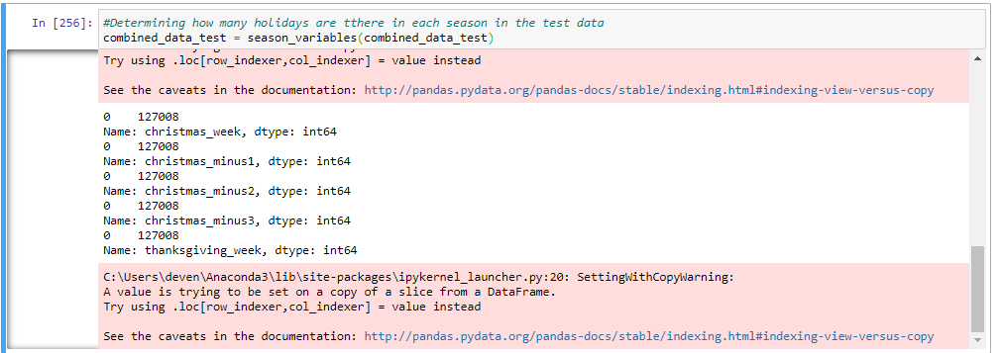 In [256]: #Determining how many holidays are tthere in each season in the test data
combined_data_test = season_variables(combined_data_test)
Try using .loc[row_indexer,col_indexer] = value instead
See the caveats in the documentation: http://pandas.pydata.org/pandas-docs/stable/indexing.html#indexing-view-versus-copy
0    127008
Name: christmas_week, dtype: int64
0    127008
Name: christmas_minus1, dtype: int64
0    127008
Name: christmas_minus2, dtype: int64
0    127008
Name: christmas_minus3, dtype: int64
0    127008
Name: thanksgiving_week, dtype: int64
C:\Users\deven\Anaconda3\lib\site-packages\ipykernel_launcher.py:20: SettingWithCopyWarning:
A value is trying to be set on a copy of a slice from a DataFrame.
Try using .loc[row_indexer,col_indexer] = value instead
See the caveats in the documentation: http://pandas.pydata.org/pandas-docs/stable/indexing.html#indexing-view-versus-copy